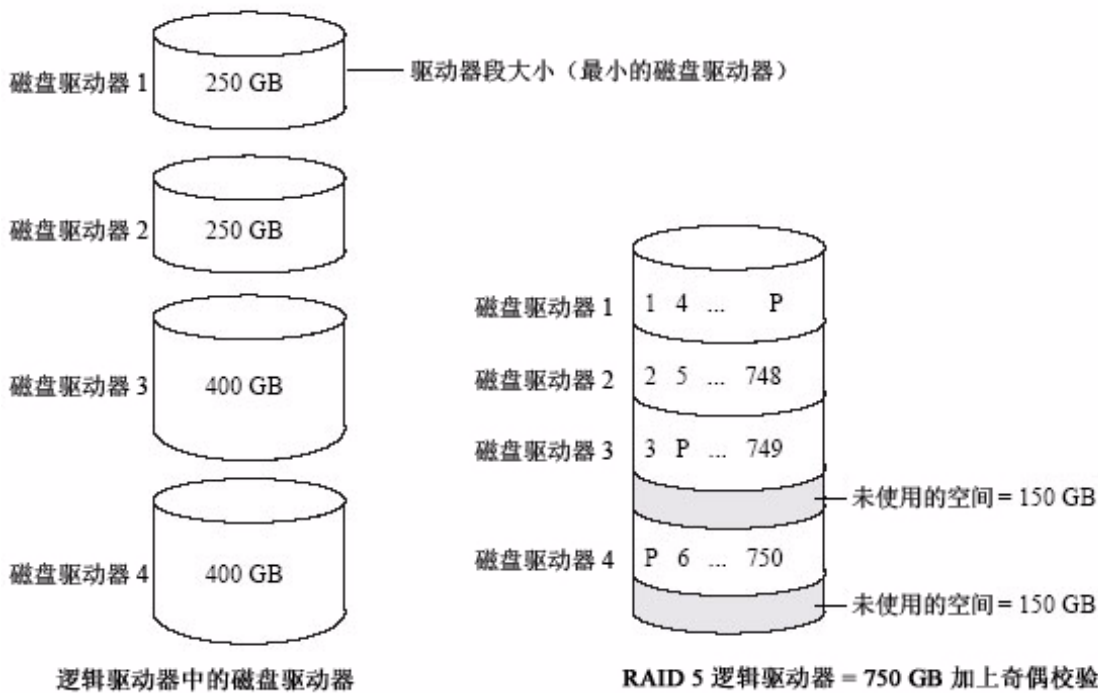 磁盘驱动器 1
250 GB
驱动器段大小（最小的磁盘驱动器）
磁盘驱动器 2
250 GB
磁盘驱动器 3
400 GB
磁盘驱动器 4
400 GB
逻辑驱动器中的磁盘驱动器
磁盘驱动器 1
1 4 ... P
磁盘驱动器 2
2 5 ... 748
磁盘驱动器 3
3 P ... 749
未使用的空间 = 150 GB
磁盘驱动器 4
P 6 ... 750
未使用的空间 = 150 GB
RAID 5 逻辑驱动器 = 750 GB 加上奇偶校验